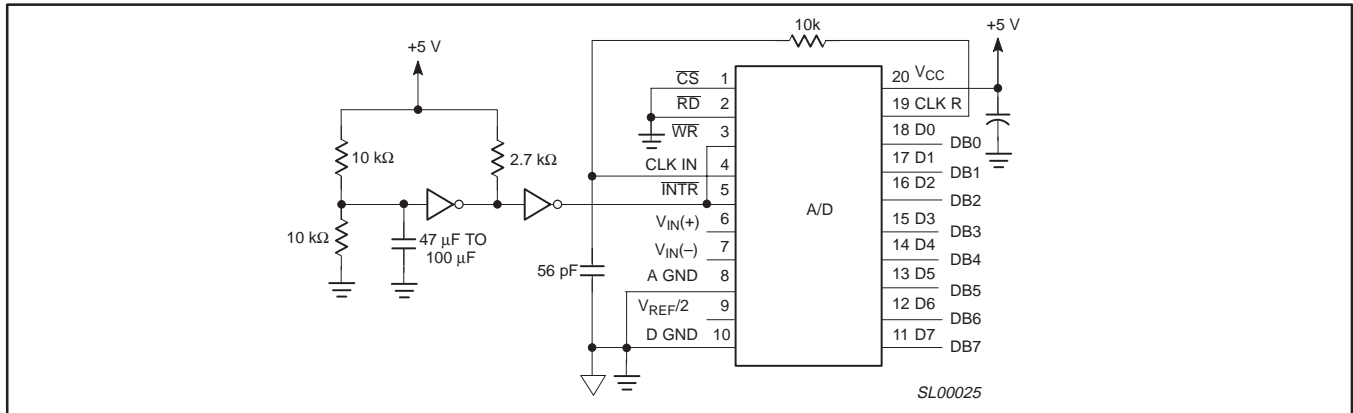 10k
+5 V
+5 V
CS 1
20 VCC
RD 2
19 CLK R
WR 3
18 D0
DB0
10 kΩ
2.7 kΩ
CLK IN 4
17 D1
DB1
INTR 5
16 D2
DB2
A/D
VIN(+) 6
15 D3
DB3
10 kΩ
47 μF TO
100 μF
VIN(–) 7
14 D4
DB4
56 pF
A GND 8
13 D5
DB5
VREF/2 9
12 D6
DB6
D GND 10
11 D7
DB7
SL00025